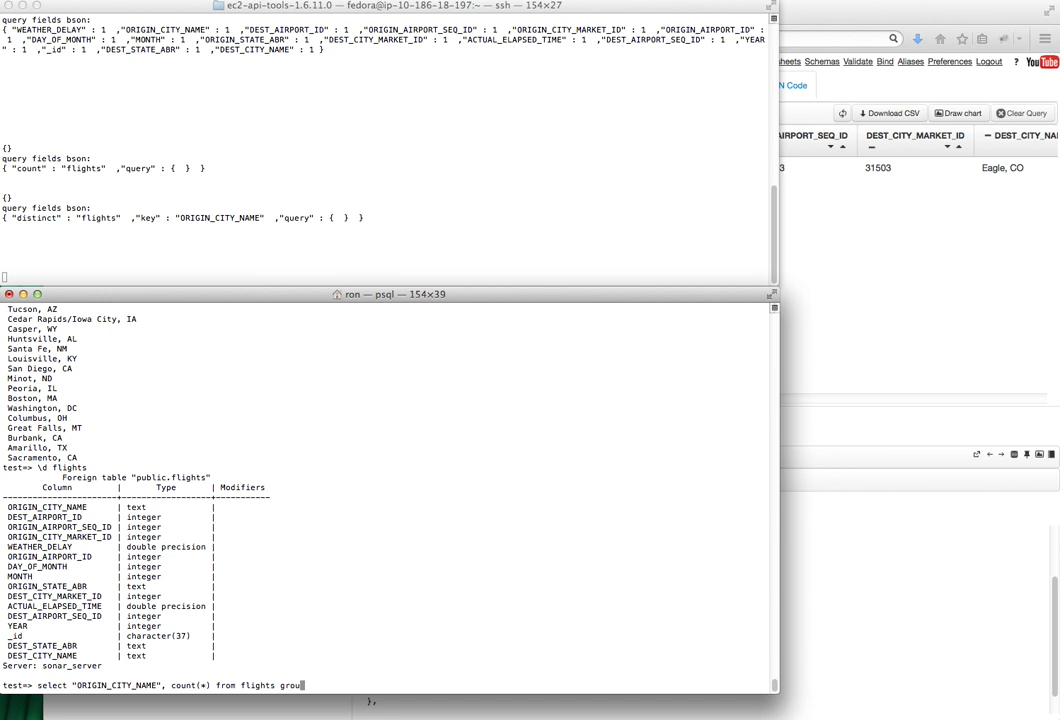 ec2-api-tools-1.6.11.0 — fedora@ip-10-186-18-197:~ — ssh — 154×27
query fields bson:
{ "WEATHER_DELAY" : 1  ,"ORIGIN_CITY_NAME" : 1  ,"DEST_AIRPORT_ID" : 1  ,"ORIGIN_AIRPORT_SEQ_ID" : 1  ,"ORIGIN_CITY_MARKET_ID" : 1  ,"ORIGIN_AIRPORT_ID" :
1  ,"DAY_OF_MONTH" : 1  ,"MONTH" : 1  ,"ORIGIN_STATE_ABR" : 1  ,"DEST_CITY_MARKET_ID" : 1  ,"ACTUAL_ELAPSED_TIME" : 1  ,"DEST_AIRPORT_SEQ_ID" : 1  ,"YEAR
" : 1  ,"_id" : 1  ,"DEST_STATE_ABR" : 1  ,"DEST_CITY_NAME" : 1 }
{}
query fields bson:
{ "count" : "flights"  ,"query" : {  }  }
{}
query fields bson:
{ "distinct" : "flights"  ,"key" : "ORIGIN_CITY_NAME"  ,"query" : {  }  }
heets Schemas Validate Bind Aliases Preferences Logout ? YouTube
N Code
Download CSV Draw chart Clear Query
AIRPORT_SEQ_ID DEST_CITY_MARKET_ID DEST_CITY_NA
3 31503 Eagle, CO
ron — psql — 154×39
Tucson, AZ
Cedar Rapids/Iowa City, IA
Casper, WY
Huntsville, AL
Santa Fe, NM
Louisville, KY
San Diego, CA
Minot, ND
Peoria, IL
Boston, MA
Washington, DC
Columbus, OH
Great Falls, MT
Burbank, CA
Amarillo, TX
Sacramento, CA
test=> \d flights
Foreign table "public.flights"
Column | Type | Modifiers
-----------------------+------------------+-----------
ORIGIN_CITY_NAME | text |
DEST_AIRPORT_ID | integer |
ORIGIN_AIRPORT_SEQ_ID | integer |
ORIGIN_CITY_MARKET_ID | integer |
WEATHER_DELAY | double precision |
ORIGIN_AIRPORT_ID | integer |
DAY_OF_MONTH | integer |
MONTH | integer |
ORIGIN_STATE_ABR | text |
DEST_CITY_MARKET_ID | integer |
ACTUAL_ELAPSED_TIME | double precision |
DEST_AIRPORT_SEQ_ID | integer |
YEAR | integer |
_id | character(37) |
DEST_STATE_ABR | text |
DEST_CITY_NAME | text |
Server: sonar_server
test=> select "ORIGIN_CITY_NAME", count(*) from flights grou
},